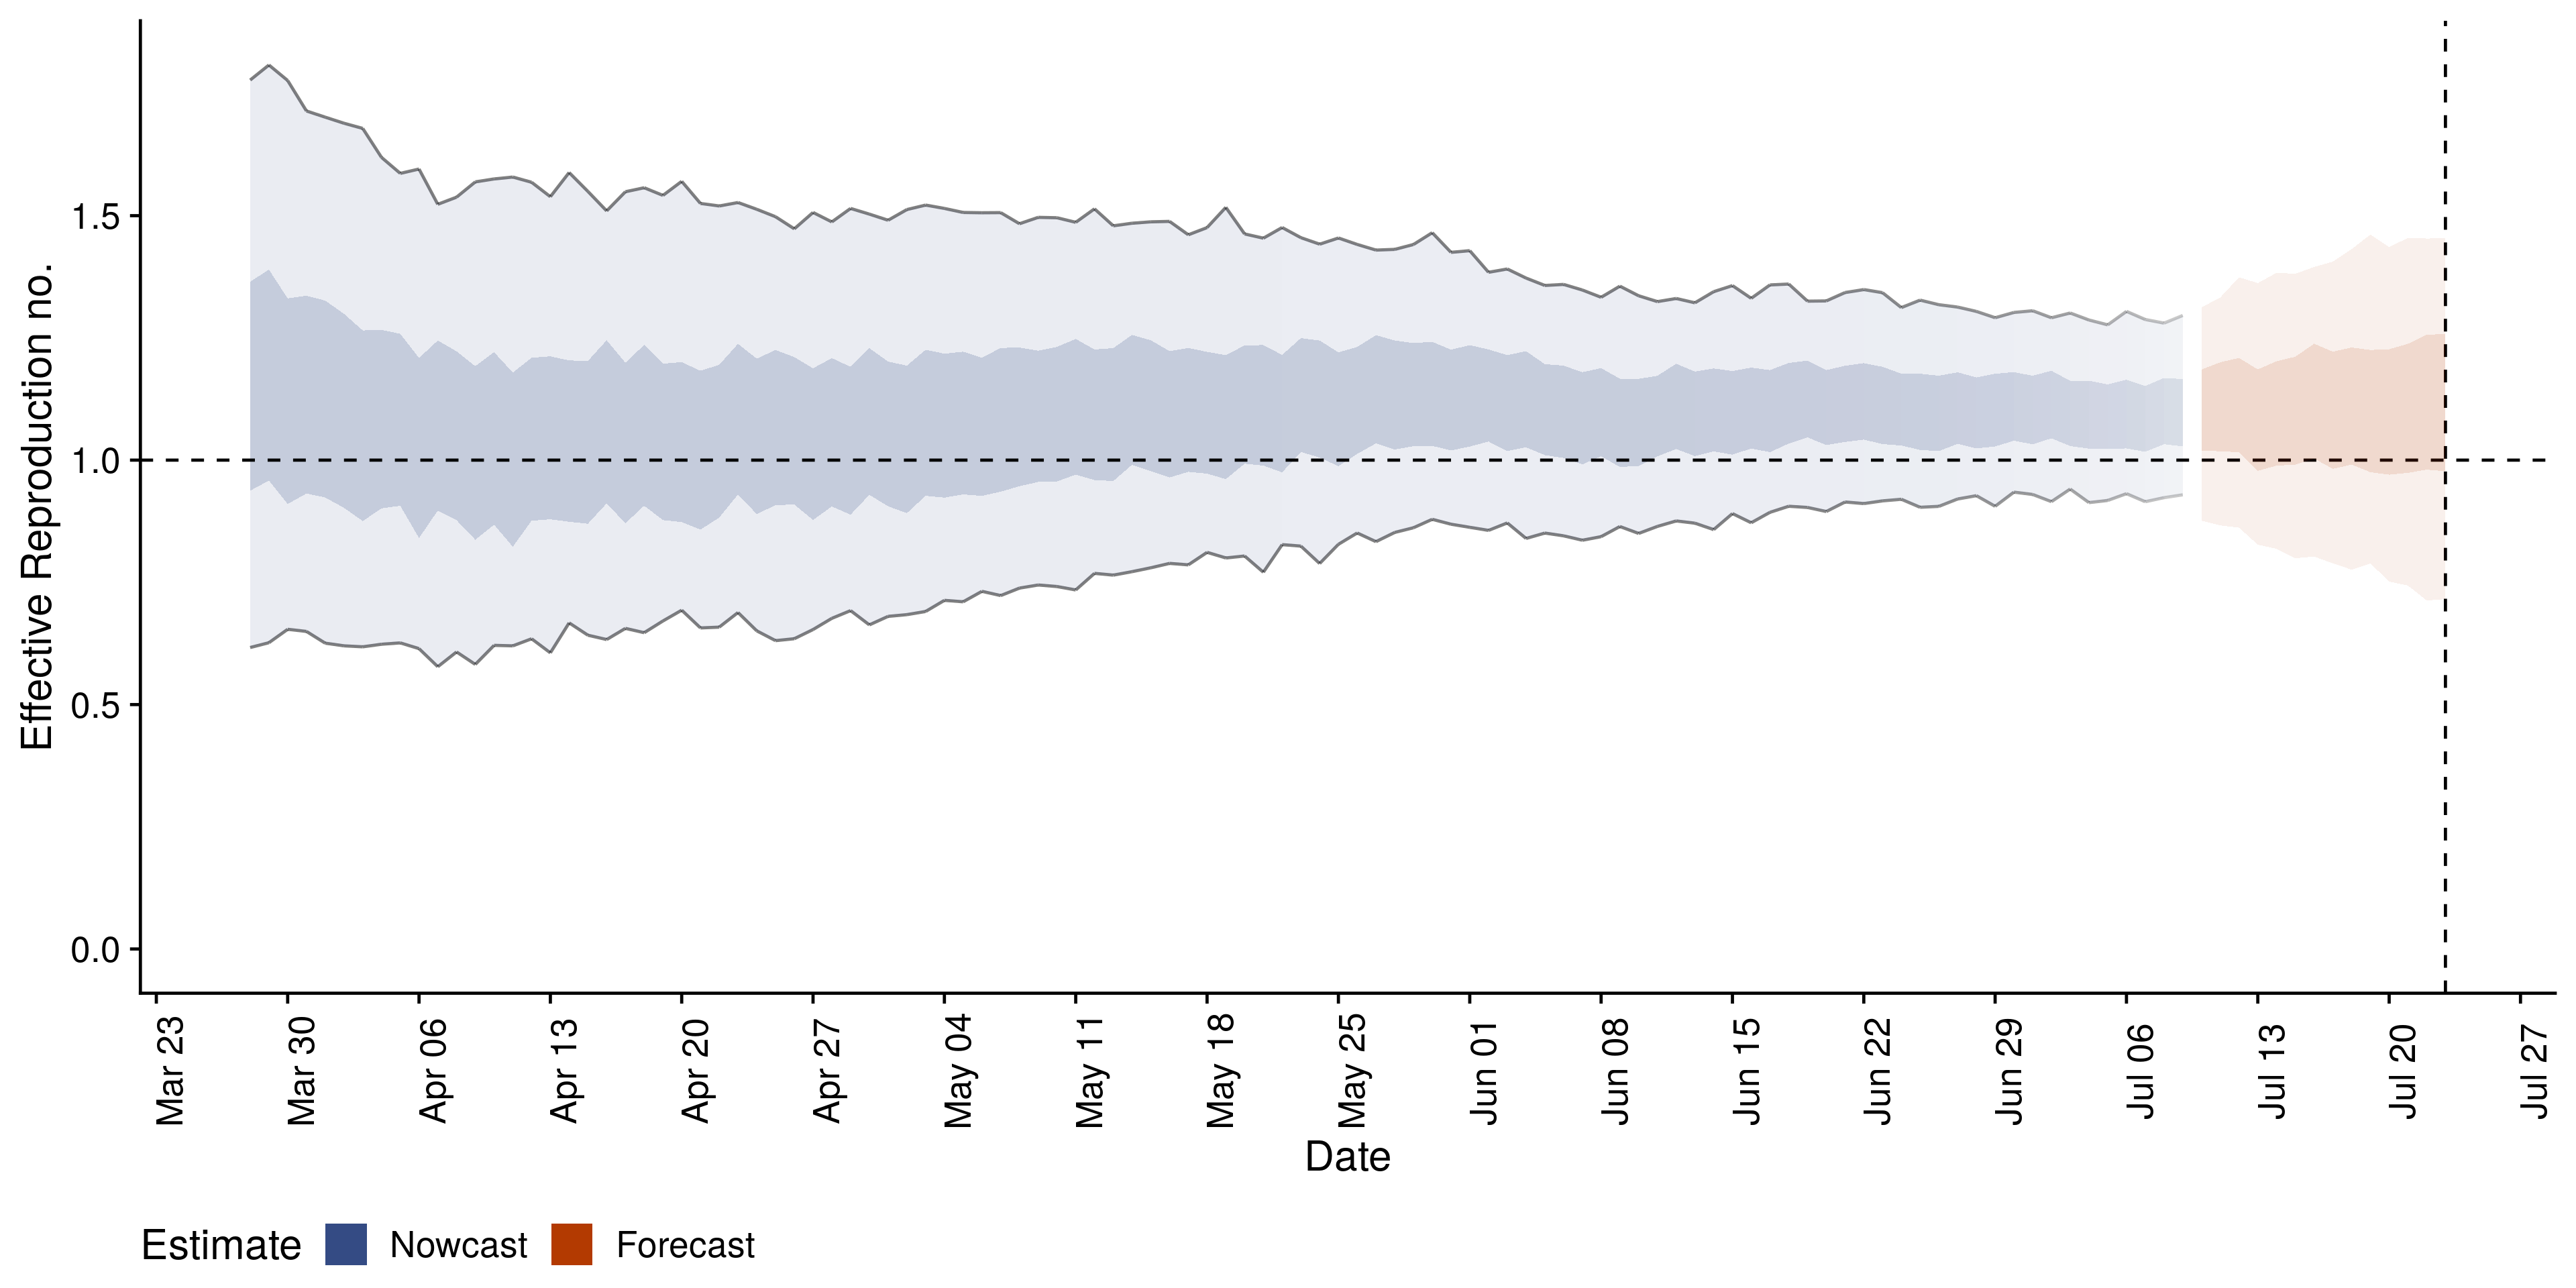 Effective Reproduction no.
1.5
1.0
0.5
0.0
Mar 23
Mar 30
Apr 06
Apr 13
Apr 20
Apr 27
May 04
May 11
May 18
May 25
Jun 01
Jun 08
Jun 15
Jun 22
Jun 29
Jul 06
Jul 13
Jul 20
Jul 27
Date
Estimate Nowcast Forecast